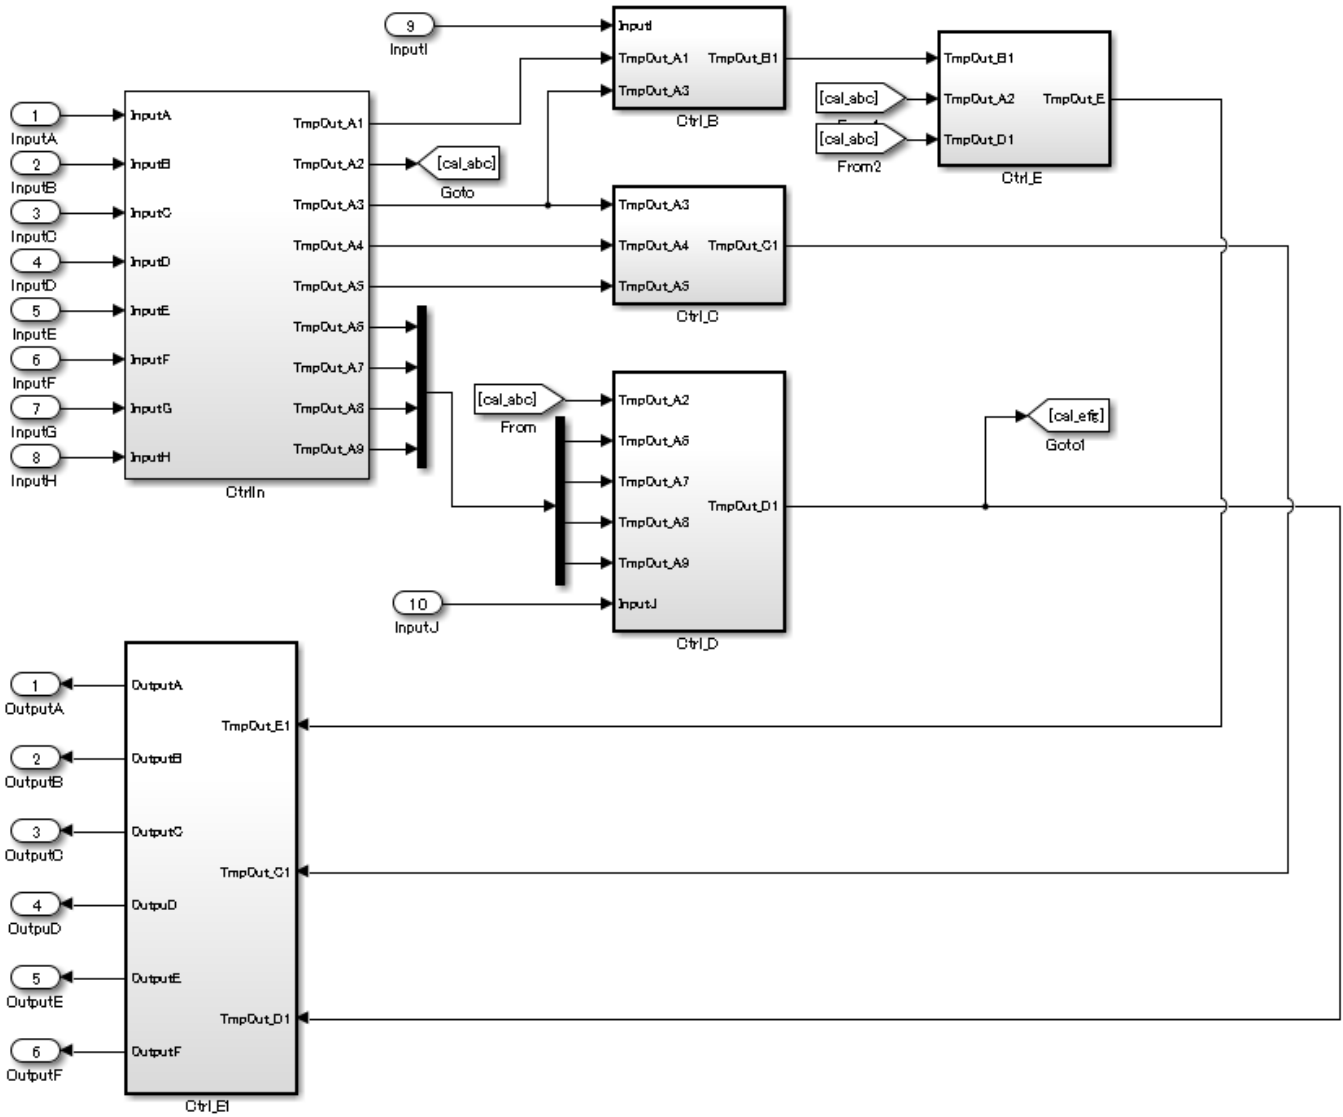 1
InputA
2
InputB
3
InputC
4
InputD
5
InputE
6
InputF
7
InputG
8
InputH
InputA
InputB
InputC
InputD
InputE
InputF
InputG
InputH
TmpOut_A1
TmpOut_A2
TmpOut_A3
TmpOut_A4
TmpOut_A5
TmpOut_A6
TmpOut_A7
TmpOut_A8
TmpOut_A9
CtrlIn
[cal_abc]
Goto
9
InputI
InputI
TmpOut_A1
TmpOut_A3
TmpOut_B1
Ctrl_B
[cal_abc]
[cal_abc]
From2
TmpOut_B1
TmpOut_A2
TmpOut_D1
TmpOut_E
Ctrl_E
TmpOut_A3
TmpOut_A4
TmpOut_A5
TmpOut_C1
Ctrl_C
[cal_abc]
From
TmpOut_A2
TmpOut_A6
TmpOut_A7
TmpOut_A8
TmpOut_A9
InputJ
TmpOut_D1
Ctrl_D
10
InputJ
[cal_efg]
Goto1
1
OutputA
2
OutputB
3
OutputC
4
OutpuD
5
OutputE
6
OutputF
OutputA
OutputB
OutputC
OutpuD
OutputE
OutputF
TmpOut_E1
TmpOut_C1
TmpOut_D1
Ctrl_E1